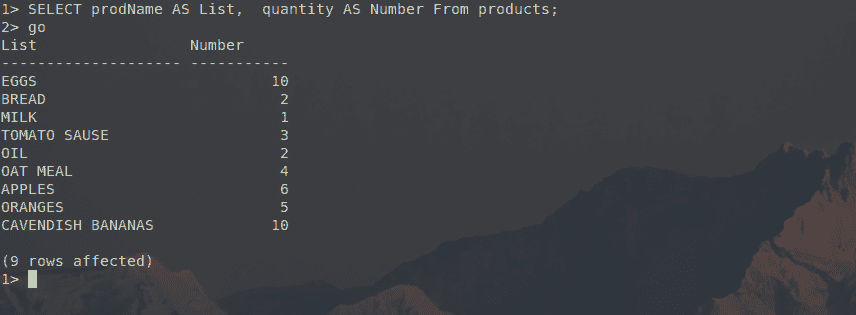 1> SELECT prodName AS List,  quantity AS Number From products;
2> go
List                 Number
-------------------- -----------
EGGS                          10
BREAD                          2
MILK                           1
TOMATO SAUSE                   3
OIL                            2
OAT MEAL                       4
APPLES                         6
ORANGES                        5
CAVENDISH BANANAS             10
(9 rows affected)
1>